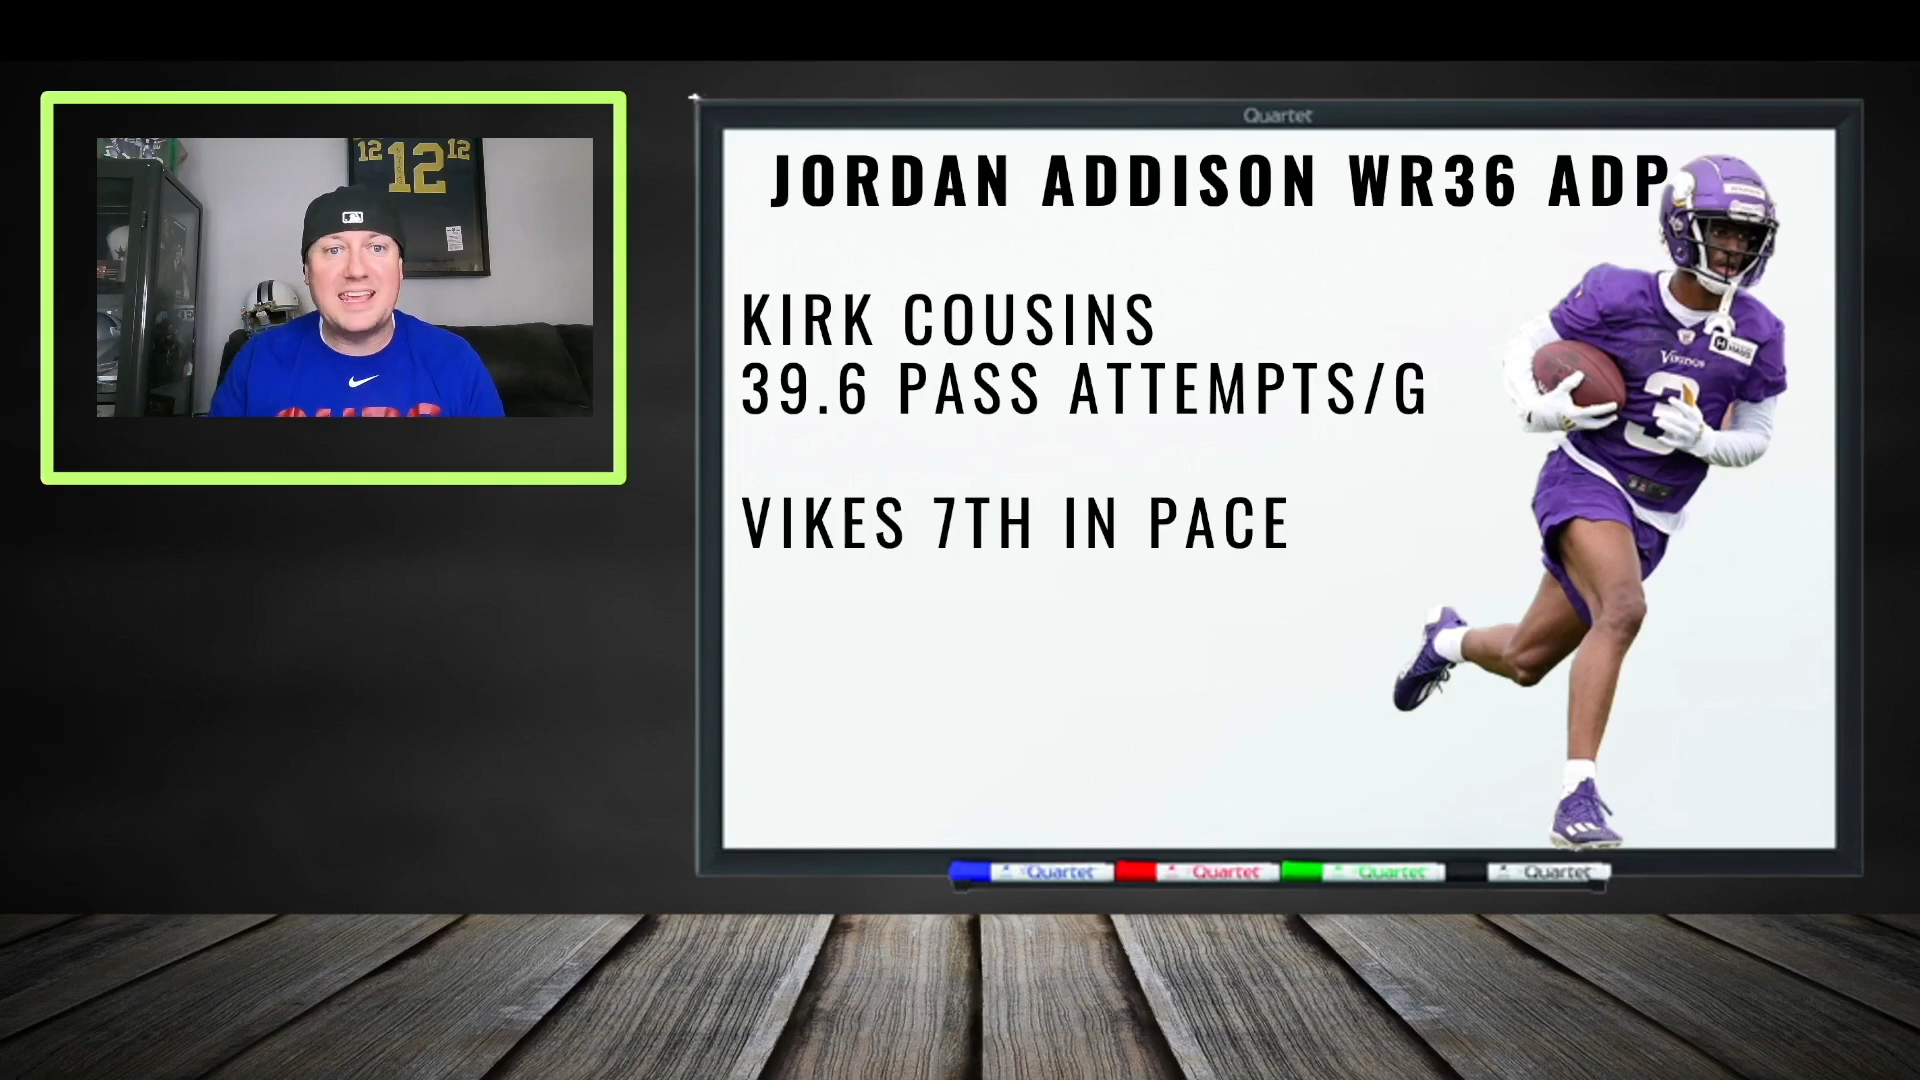 Quartet
JORDAN ADDISON WR36 ADP
KIRK COUSINS
39.6 PASS ATTEMPTS/G
VIKES 7TH IN PACE
12 12 12
VIKINGS
3
Quartet Quartet Quartet Quartet